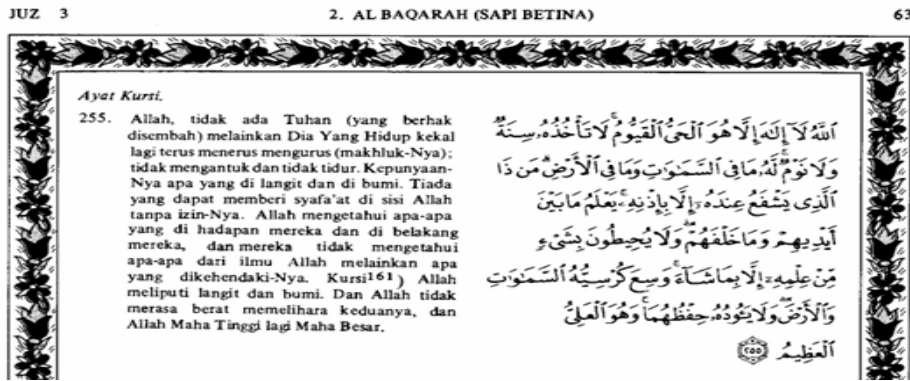 JUZ 3
2. AL BAQARAH (SAPI BETINA)
63
Ayat Kursi.
255. Allah, tidak ada Tuhan (yang berhak
disembah) melainkan Dia Yang Hidup kekal
lagi terus menerus mengurus (makhluk-Nya);
tidak mengantuk dan tidak tidur. Kepunyaan-
Nya apa yang di langit dan di bumi. Tiada
yang dapat memberi syafa'at di sisi Allah
tanpa izin-Nya. Allah mengetahui apa-apa
yang di hadapan mereka dan di belakang
mereka, dan mereka tidak mengetahui
apa-apa dari ilmu Allah melainkan apa
yang dikehendaki-Nya. Kursi161) Allah
meliputi langit dan bumi. Dan Allah tidak
merasa berat memelihara keduanya, dan
Allah Maha Tinggi lagi Maha Besar.
اللَّهُ لَآ إِلَٰهَ إِلَّا هُوَ ٱلْحَىُّ ٱلْقَيُّومُ ۚ لَا تَأْخُذُهُۥ سِنَةٌ
وَلَا نَوْمٌ ۚ لَّهُۥ مَا فِى ٱلسَّمَٰوَٰتِ وَمَا فِى ٱلْأَرْضِ ۗ مَن ذَا
ٱلَّذِى يَشْفَعُ عِندَهُۥٓ إِلَّا بِإِذْنِهِۦ ۚ يَعْلَمُ مَا بَيْنَ
أَيْدِيهِمْ وَمَا خَلْفَهُمْ ۖ وَلَا يُحِيطُونَ بِشَىْءٍ
مِّنْ عِلْمِهِۦٓ إِلَّا بِمَا شَآءَ ۚ وَسِعَ كُرْسِيُّهُ ٱلسَّمَٰوَٰتِ
وَٱلْأَرْضَ ۖ وَلَا يَـُٔودُهُۥ حِفْظُهُمَا ۚ وَهُوَ ٱلْعَلِىُّ
ٱلْعَظِيمُ ٢٥٥